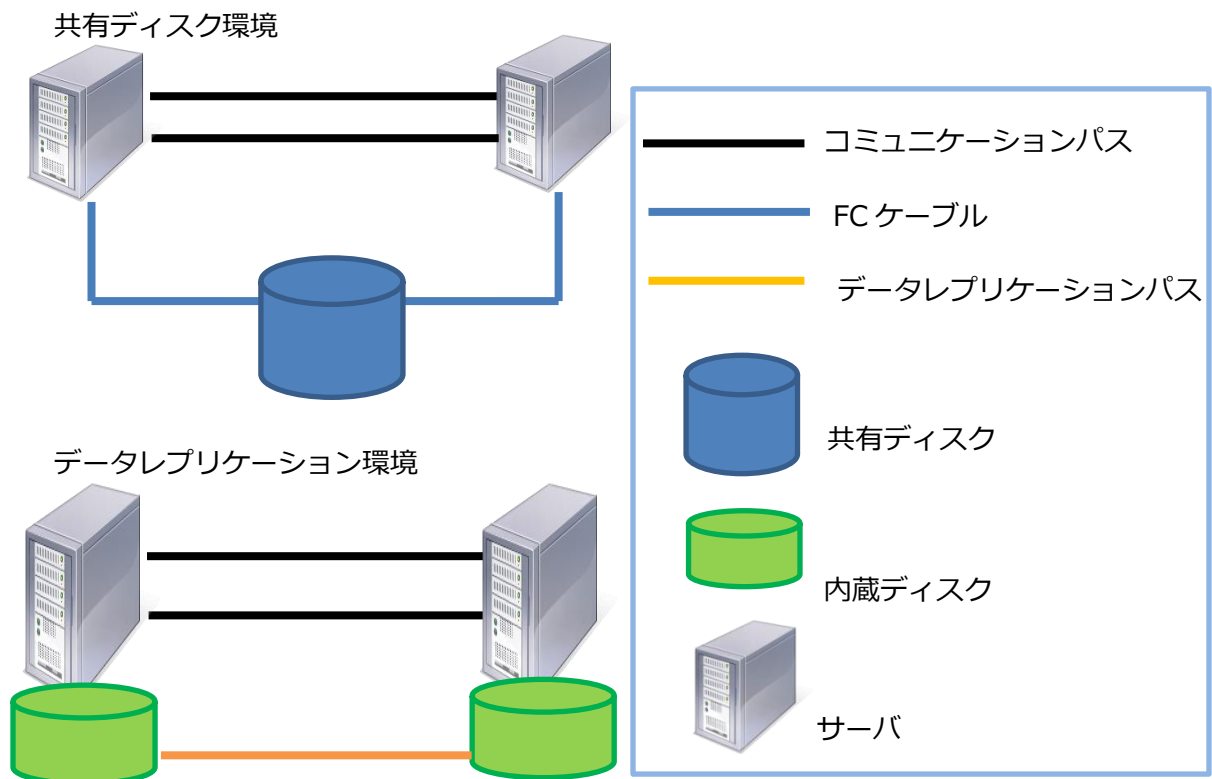 共有ディスク環境
コミュニケーションパス
FC ケーブル
データレプリケーションパス
共有ディスク
データレプリケーション環境
内蔵ディスク
サーバ